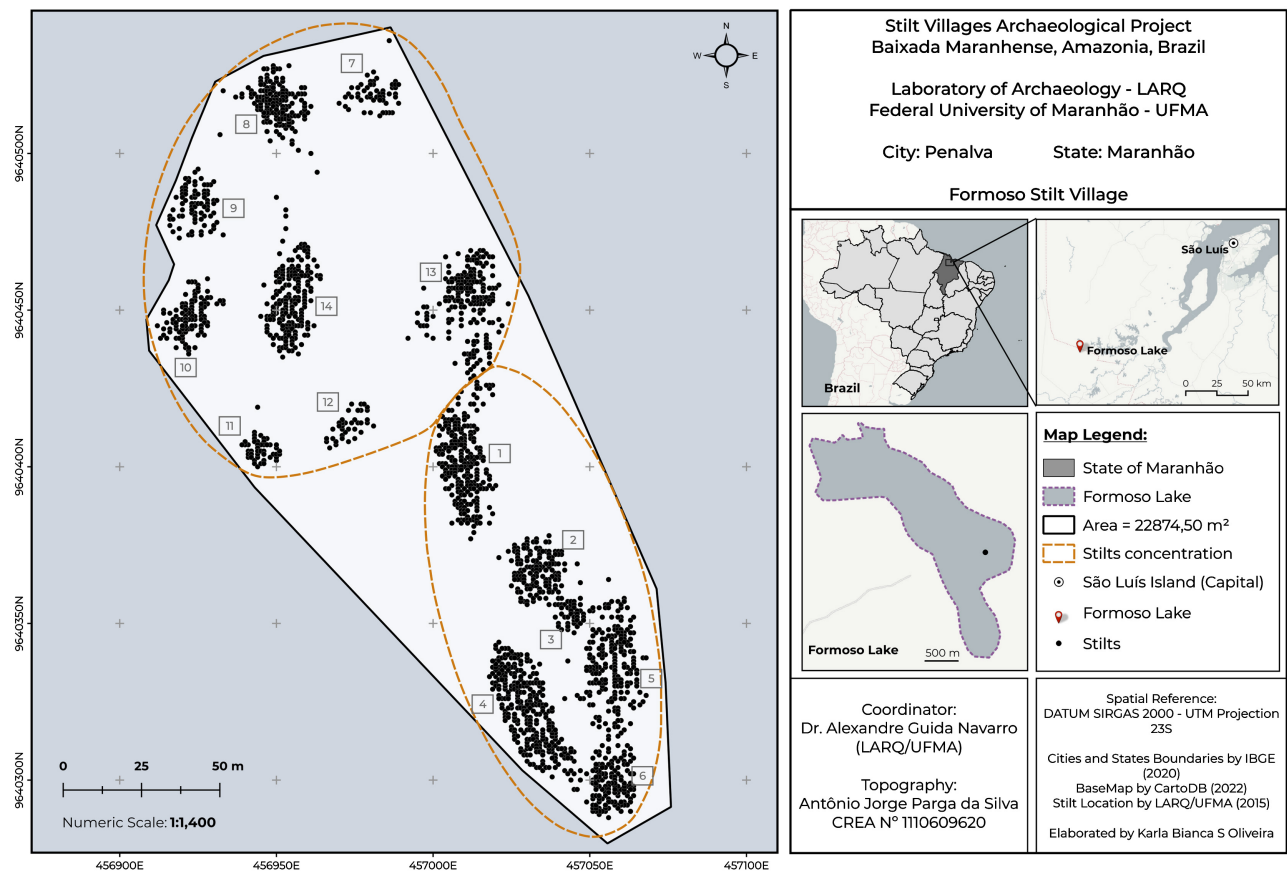 N
W E
S
7
8
9
13
14
10
12
11
1
2
3
5
4
6
9640500N
9640450N
9640400N
9640350N
9640300N
0 25 50 m
Numeric Scale: 1:1,400
456900E 456950E 457000E 457050E 457100E
Stilt Villages Archaeological Project
Baixada Maranhense, Amazonia, Brazil
Laboratory of Archaeology - LARQ
Federal University of Maranhão - UFMA
City: Penalva State: Maranhão
Formoso Stilt Village
Brazil
São Luís
Formoso Lake
0 25 50 km
Formoso Lake
500 m
Map Legend:
State of Maranhão
Formoso Lake
Area = 22874,50 m²
Stilts concentration
São Luís Island (Capital)
Formoso Lake
Stilts
Coordinator:
Dr. Alexandre Guida Navarro
(LARQ/UFMA)
Topography:
Antônio Jorge Parga da Silva
CREA Nº 1110609620
Spatial Reference:
DATUM SIRGAS 2000 - UTM Projection
23S
Cities and States Boundaries by IBGE
(2020)
BaseMap by CartoDB (2022)
Stilt Location by LARQ/UFMA (2015)
Elaborated by Karla Bianca S Oliveira